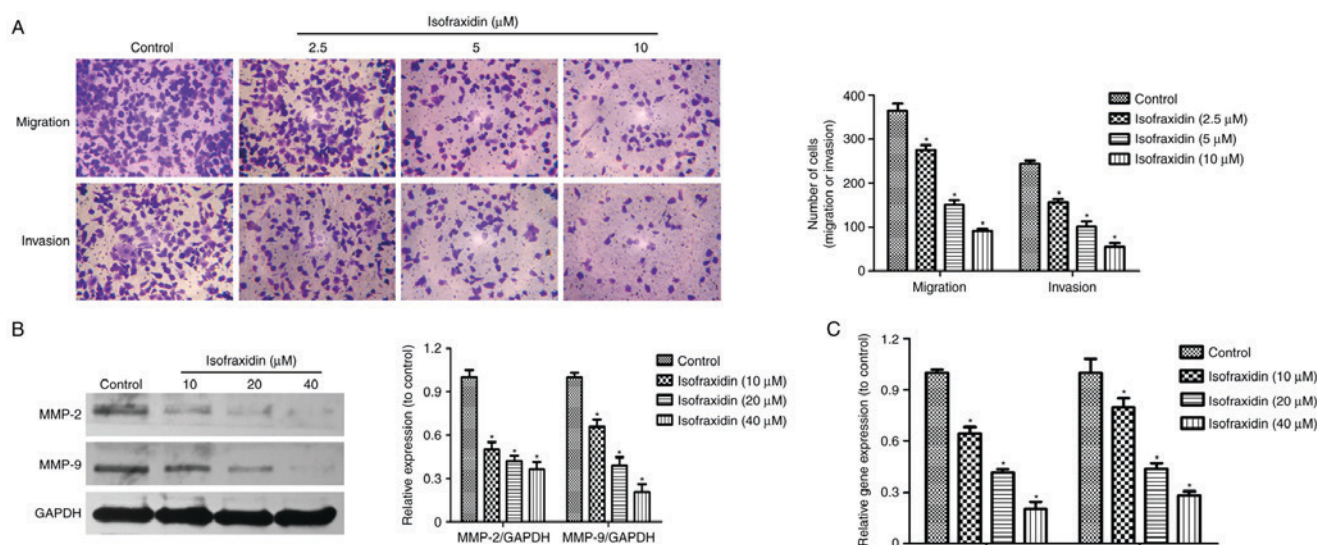 A
Isofraxidin (µM)
Control 2.5 5 10
Migration
Invasion
Number of cells
(migration or invasion)
400
300
200
100
0
Migration Invasion
Control
Isofraxidin (2.5 µM)
Isofraxidin (5 µM)
Isofraxidin (10 µM)
* * * * * *
B
Isofraxidin (µM)
Control 10 20 40
MMP-2
MMP-9
GAPDH
Relative expression (to control)
1.2
0.9
0.6
0.3
0
MMP-2/GAPDH MMP-9/GAPDH
Control
Isofraxidin (10 µM)
Isofraxidin (20 µM)
Isofraxidin (40 µM)
* * * * * *
C
Relative gene expression (to control)
1.2
0.9
0.6
0.3
0
Control
Isofraxidin (10 µM)
Isofraxidin (20 µM)
Isofraxidin (40 µM)
* * * * * *